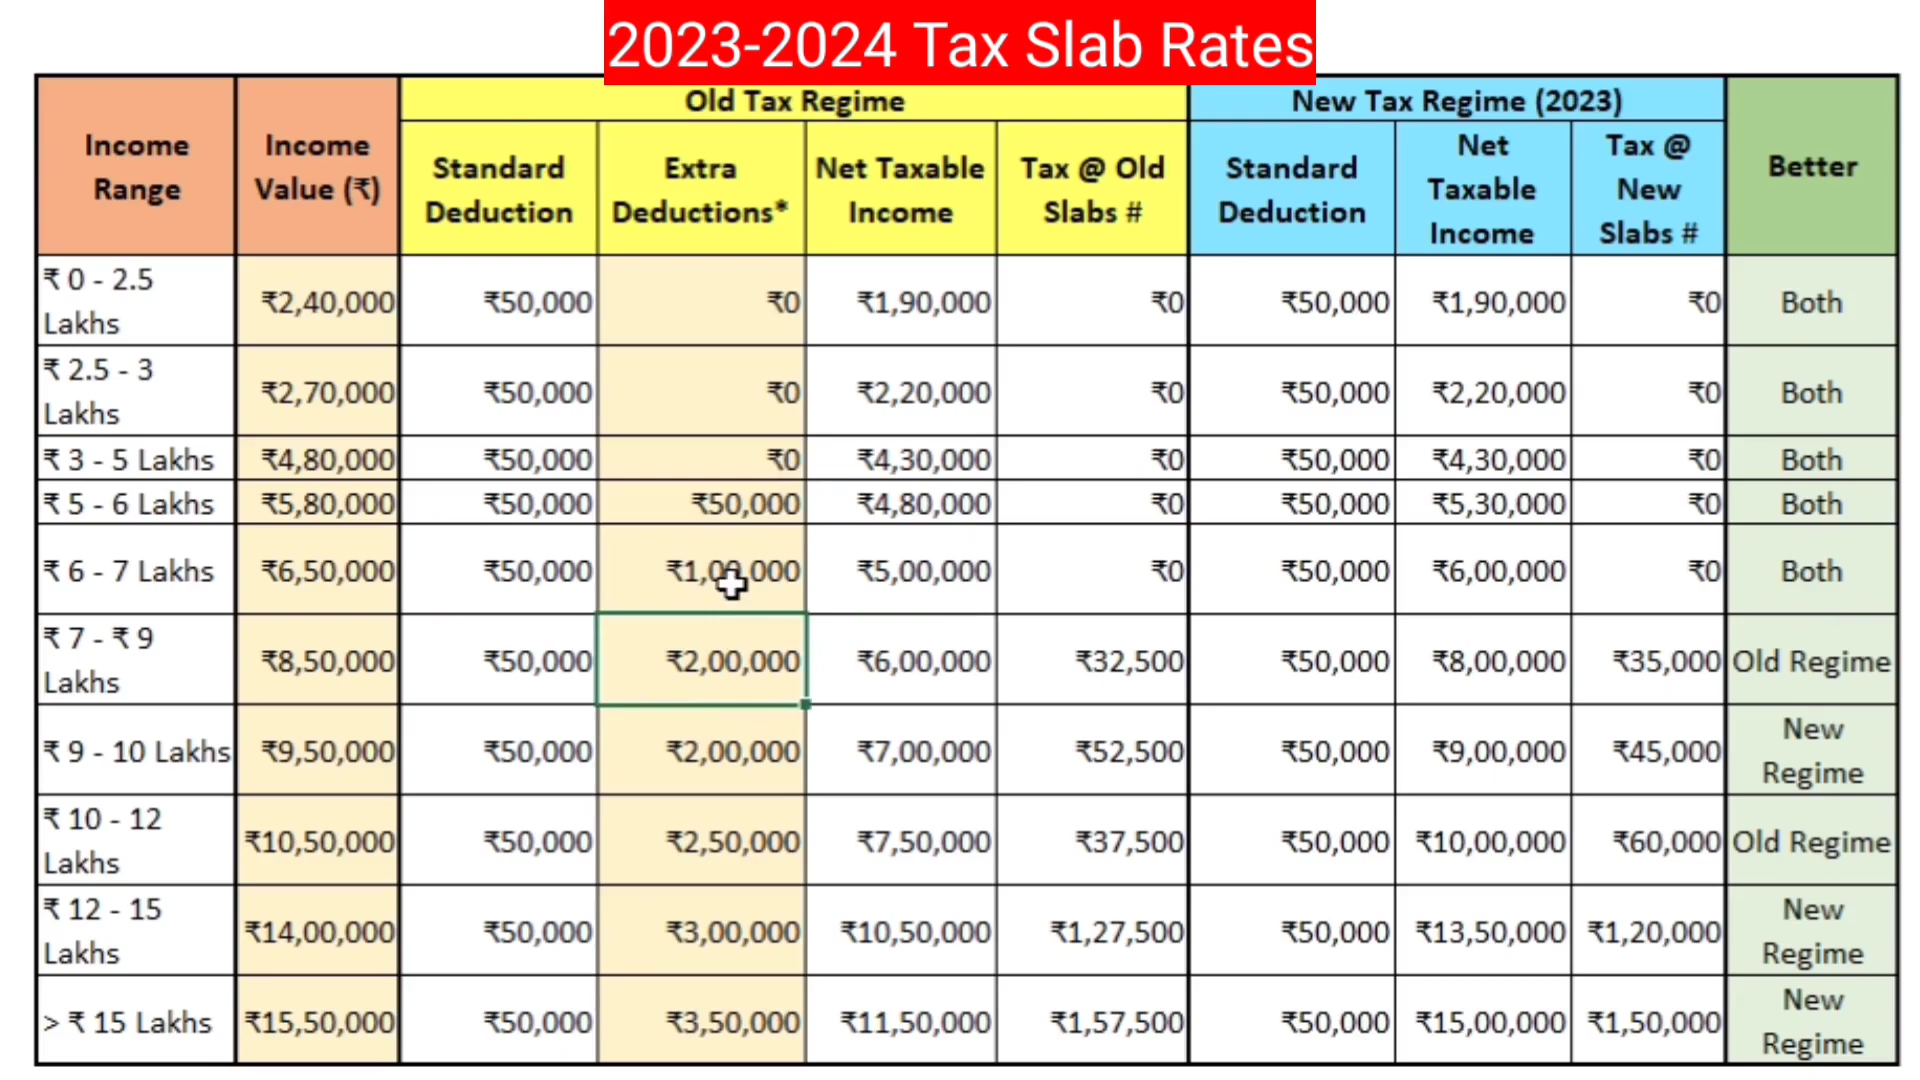 2023-2024 Tax Slab Rates
Income Range | Income Value (₹) | Old Tax Regime | New Tax Regime (2023) | Better
Standard Deduction | Extra Deductions* | Net Taxable Income | Tax @ Old Slabs # | Standard Deduction | Net Taxable Income | Tax @ New Slabs #
₹ 0 - 2.5 Lakhs | ₹2,40,000 | ₹50,000 | ₹0 | ₹1,90,000 | ₹0 | ₹50,000 | ₹1,90,000 | ₹0 | Both
₹ 2.5 - 3 Lakhs | ₹2,70,000 | ₹50,000 | ₹0 | ₹2,20,000 | ₹0 | ₹50,000 | ₹2,20,000 | ₹0 | Both
₹ 3 - 5 Lakhs | ₹4,80,000 | ₹50,000 | ₹0 | ₹4,30,000 | ₹0 | ₹50,000 | ₹4,30,000 | ₹0 | Both
₹ 5 - 6 Lakhs | ₹5,80,000 | ₹50,000 | ₹50,000 | ₹4,80,000 | ₹0 | ₹50,000 | ₹5,30,000 | ₹0 | Both
₹ 6 - 7 Lakhs | ₹6,50,000 | ₹50,000 | ₹1,00,000 | ₹5,00,000 | ₹0 | ₹50,000 | ₹6,00,000 | ₹0 | Both
₹ 7 - ₹ 9 Lakhs | ₹8,50,000 | ₹50,000 | ₹2,00,000 | ₹6,00,000 | ₹32,500 | ₹50,000 | ₹8,00,000 | ₹35,000 | Old Regime
₹ 9 - 10 Lakhs | ₹9,50,000 | ₹50,000 | ₹2,00,000 | ₹7,00,000 | ₹52,500 | ₹50,000 | ₹9,00,000 | ₹45,000 | New Regime
₹ 10 - 12 Lakhs | ₹10,50,000 | ₹50,000 | ₹2,50,000 | ₹7,50,000 | ₹37,500 | ₹50,000 | ₹10,00,000 | ₹60,000 | Old Regime
₹ 12 - 15 Lakhs | ₹14,00,000 | ₹50,000 | ₹3,00,000 | ₹10,50,000 | ₹1,27,500 | ₹50,000 | ₹13,50,000 | ₹1,20,000 | New Regime
> ₹ 15 Lakhs | ₹15,50,000 | ₹50,000 | ₹3,50,000 | ₹11,50,000 | ₹1,57,500 | ₹50,000 | ₹15,00,000 | ₹1,50,000 | New Regime